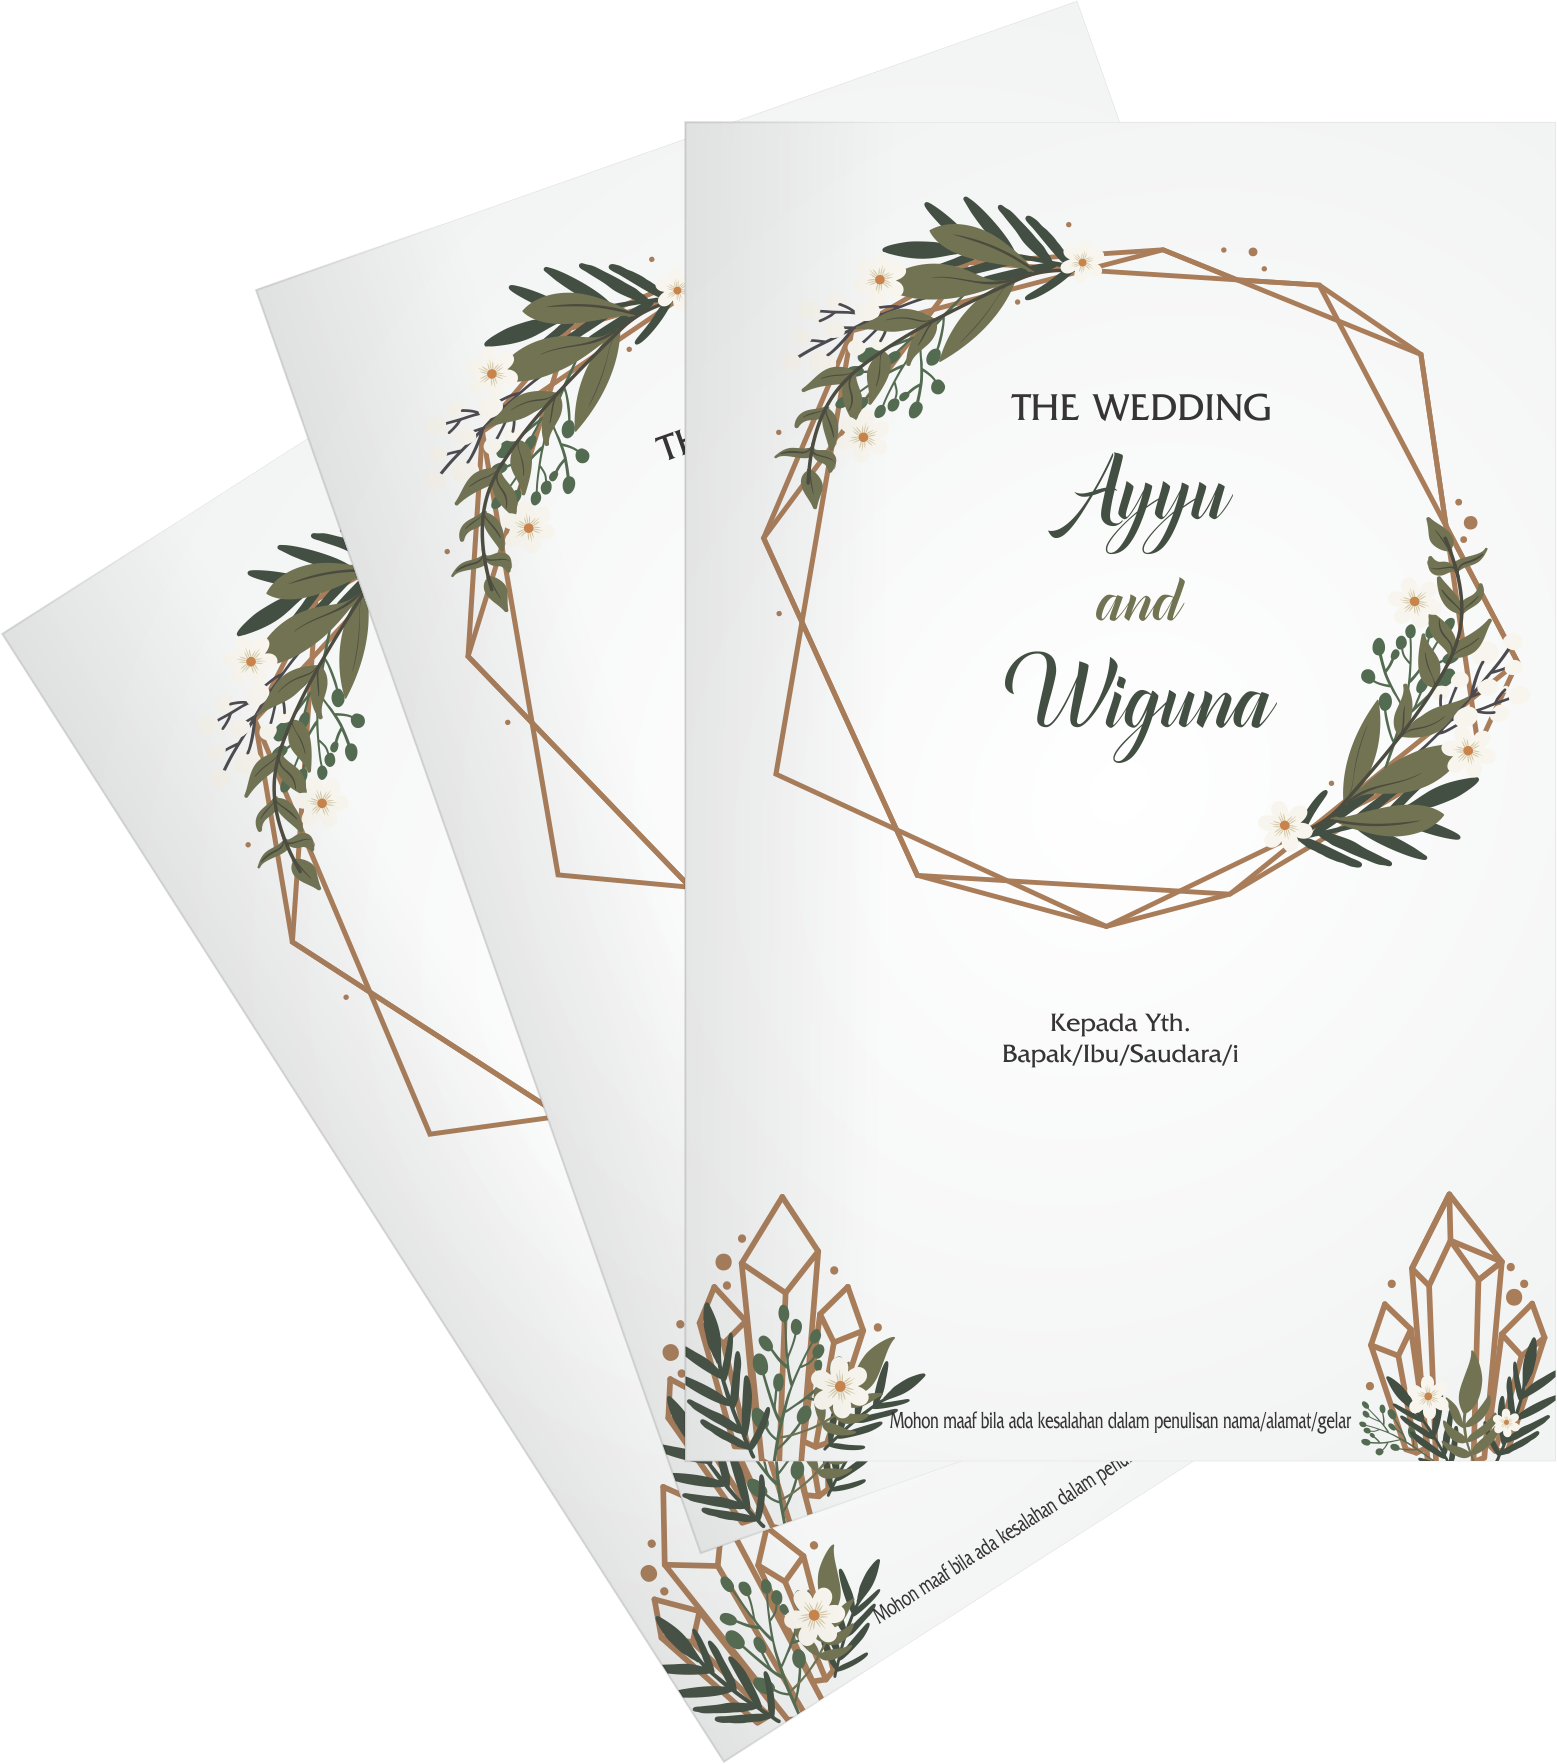 THE WEDDING
Ayyu
and
Wiguna
Kepada Yth.
Bapak/Ibu/Saudara/i
Mohon maaf bila ada kesalahan dalam penulisan nama/alamat/gelar
Mohon maaf bila ada kesalahan dalam